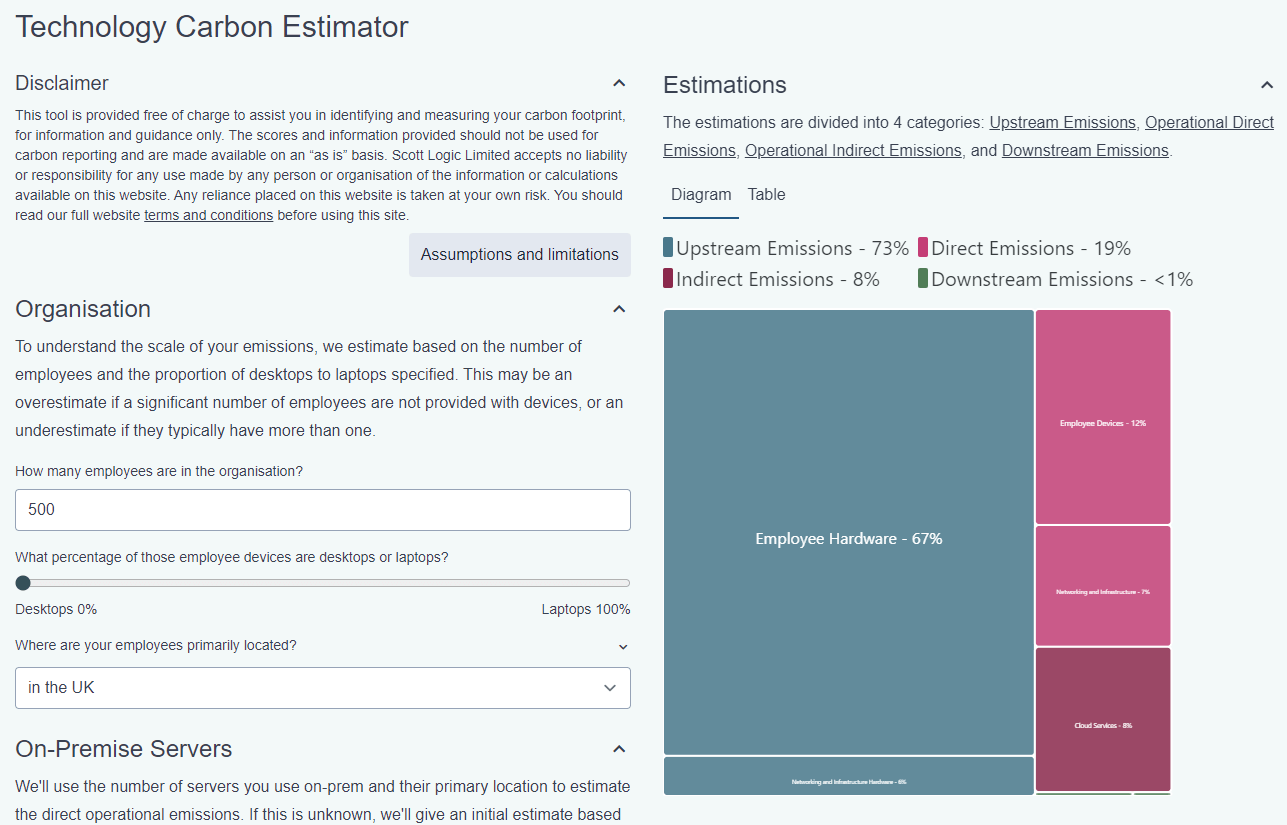 Technology Carbon Estimator
Disclaimer
This tool is provided free of charge to assist you in identifying and measuring your carbon footprint,
for information and guidance only. The scores and information provided should not be used for
carbon reporting and are made available on an “as is” basis. Scott Logic Limited accepts no liability
or responsibility for any use made by any person or organisation of the information or calculations
available on this website. Any reliance placed on this website is taken at your own risk. You should
read our full website terms and conditions before using this site.
Assumptions and limitations
Organisation
To understand the scale of your emissions, we estimate based on the number of
employees and the proportion of desktops to laptops specified. This may be an
overestimate if a significant number of employees are not provided with devices, or an
underestimate if they typically have more than one.
How many employees are in the organisation?
500
What percentage of those employee devices are desktops or laptops?
Desktops 0%
Laptops 100%
Where are your employees primarily located?
in the UK
On-Premise Servers
We'll use the number of servers you use on-prem and their primary location to estimate
the direct operational emissions. If this is unknown, we'll give an initial estimate based
Estimations
The estimations are divided into 4 categories: Upstream Emissions, Operational Direct
Emissions, Operational Indirect Emissions, and Downstream Emissions.
Diagram Table
Upstream Emissions - 73% Direct Emissions - 19%
Indirect Emissions - 8% Downstream Emissions - <1%
Employee Hardware - 67%
Networking and Infrastructure Hardware - 6%
Employee Devices - 12%
Networking and Infrastructure - 7%
Cloud Services - 8%